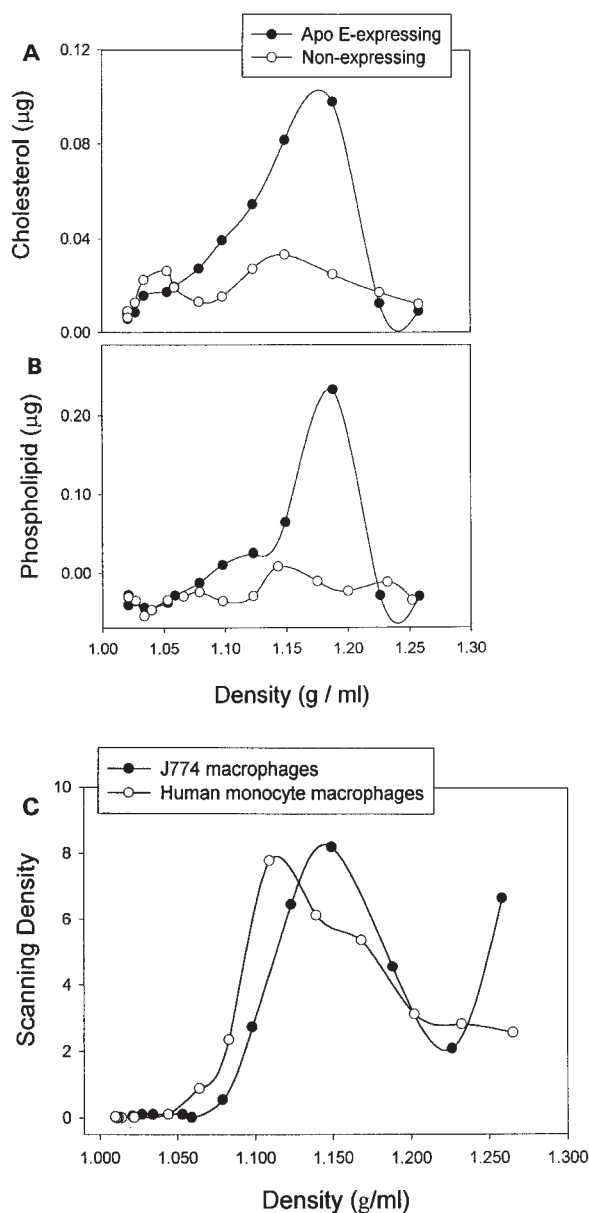 A
Apo E-expressing
Non-expressing
Cholesterol (μg)
0.12
0.08
0.04
0.00
B
Phospholipid (μg)
0.20
0.10
0.00
1.00 1.05 1.10 1.15 1.20 1.25 1.30
Density (g / ml)
C
J774 macrophages
Human monocyte macrophages
Scanning Density
10
8
6
4
2
0
1.000 1.050 1.100 1.150 1.200 1.250 1.300
Density (g/ml)